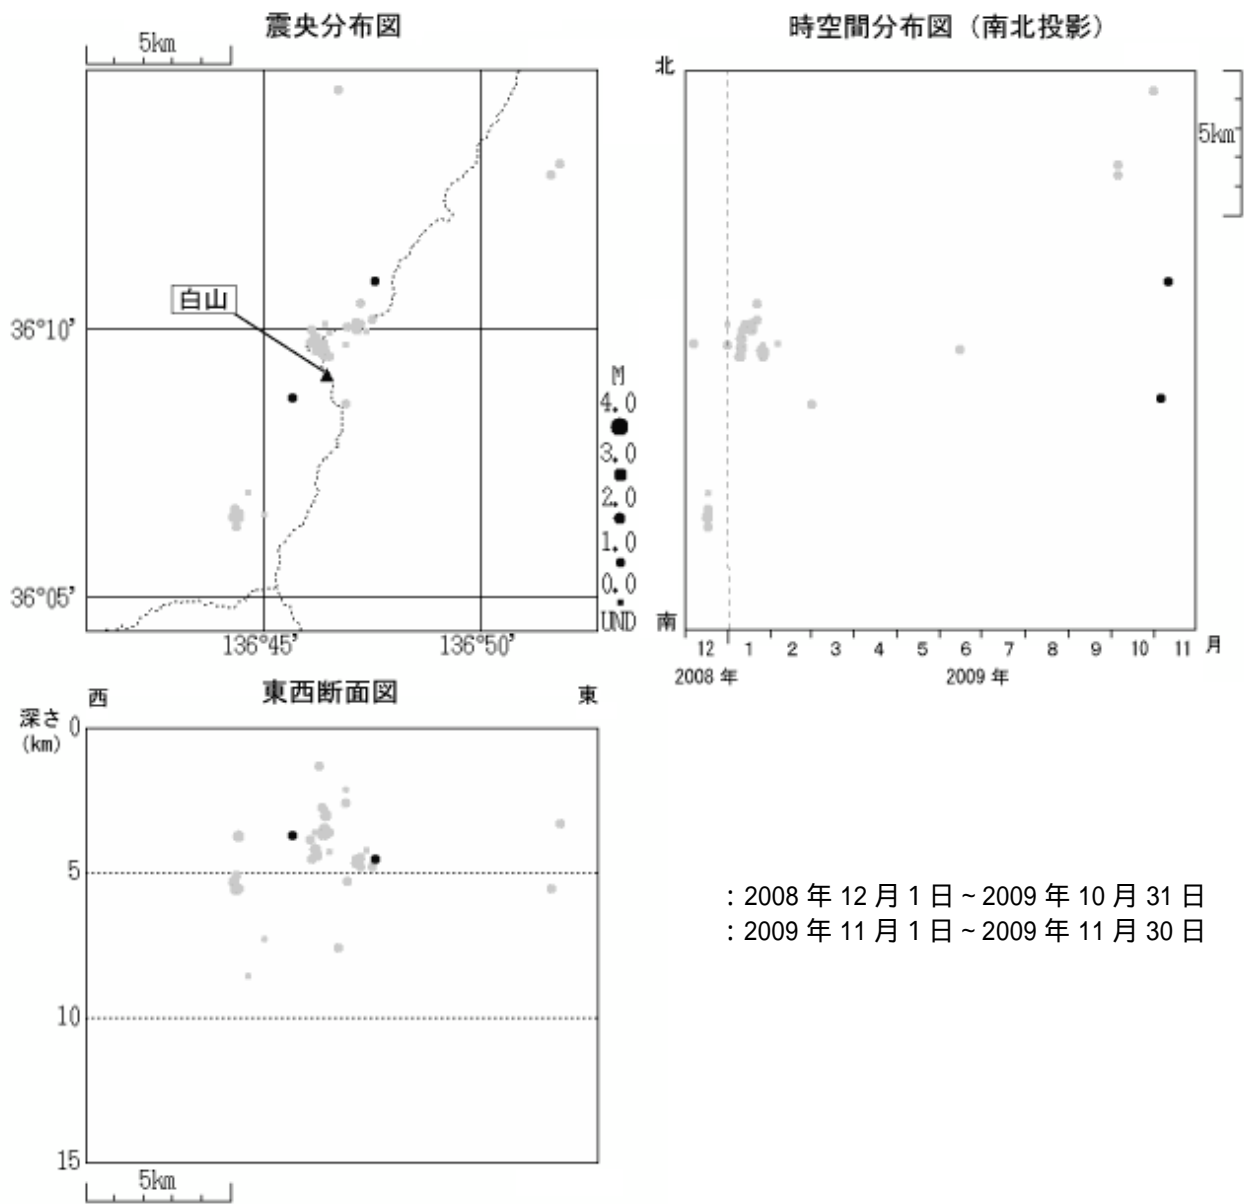 震央分布図
5km
白山
36°10'
36°05'
136°45'
136°50'
M
4.0
3.0
2.0
1.0
0.0
UND
時空間分布図（南北投影）
北
5km
南
12 1 2 3 4 5 6 7 8 9 10 11 月
2008 年 2009 年
東西断面図
西
東
深さ
(km)
0
5
10
15
5km
: 2008 年 12 月 1 日 ~ 2009 年 10 月 31 日
: 2009 年 11 月 1 日 ~ 2009 年 11 月 30 日